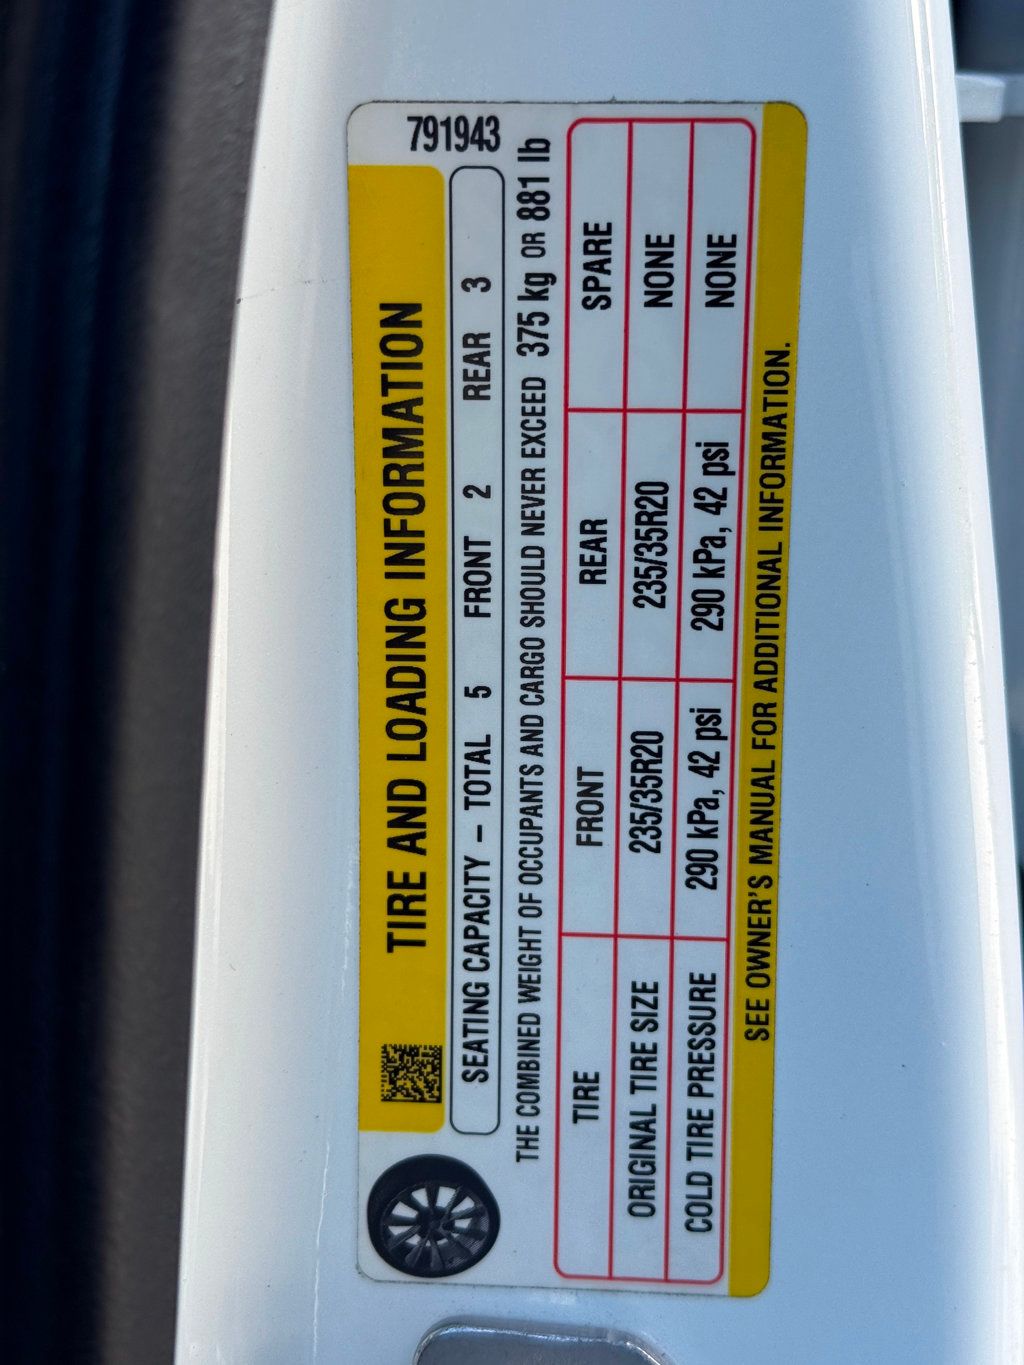 791943
TIRE AND LOADING INFORMATION
SEATING CAPACITY – TOTAL 5 FRONT 2 REAR 3
THE COMBINED WEIGHT OF OCCUPANTS AND CARGO SHOULD NEVER EXCEED 375 kg OR 881 lb
TIRE FRONT REAR SPARE
ORIGINAL TIRE SIZE 235/35R20 235/35R20 NONE
COLD TIRE PRESSURE 290 kPa, 42 psi 290 kPa, 42 psi NONE
SEE OWNER'S MANUAL FOR ADDITIONAL INFORMATION.